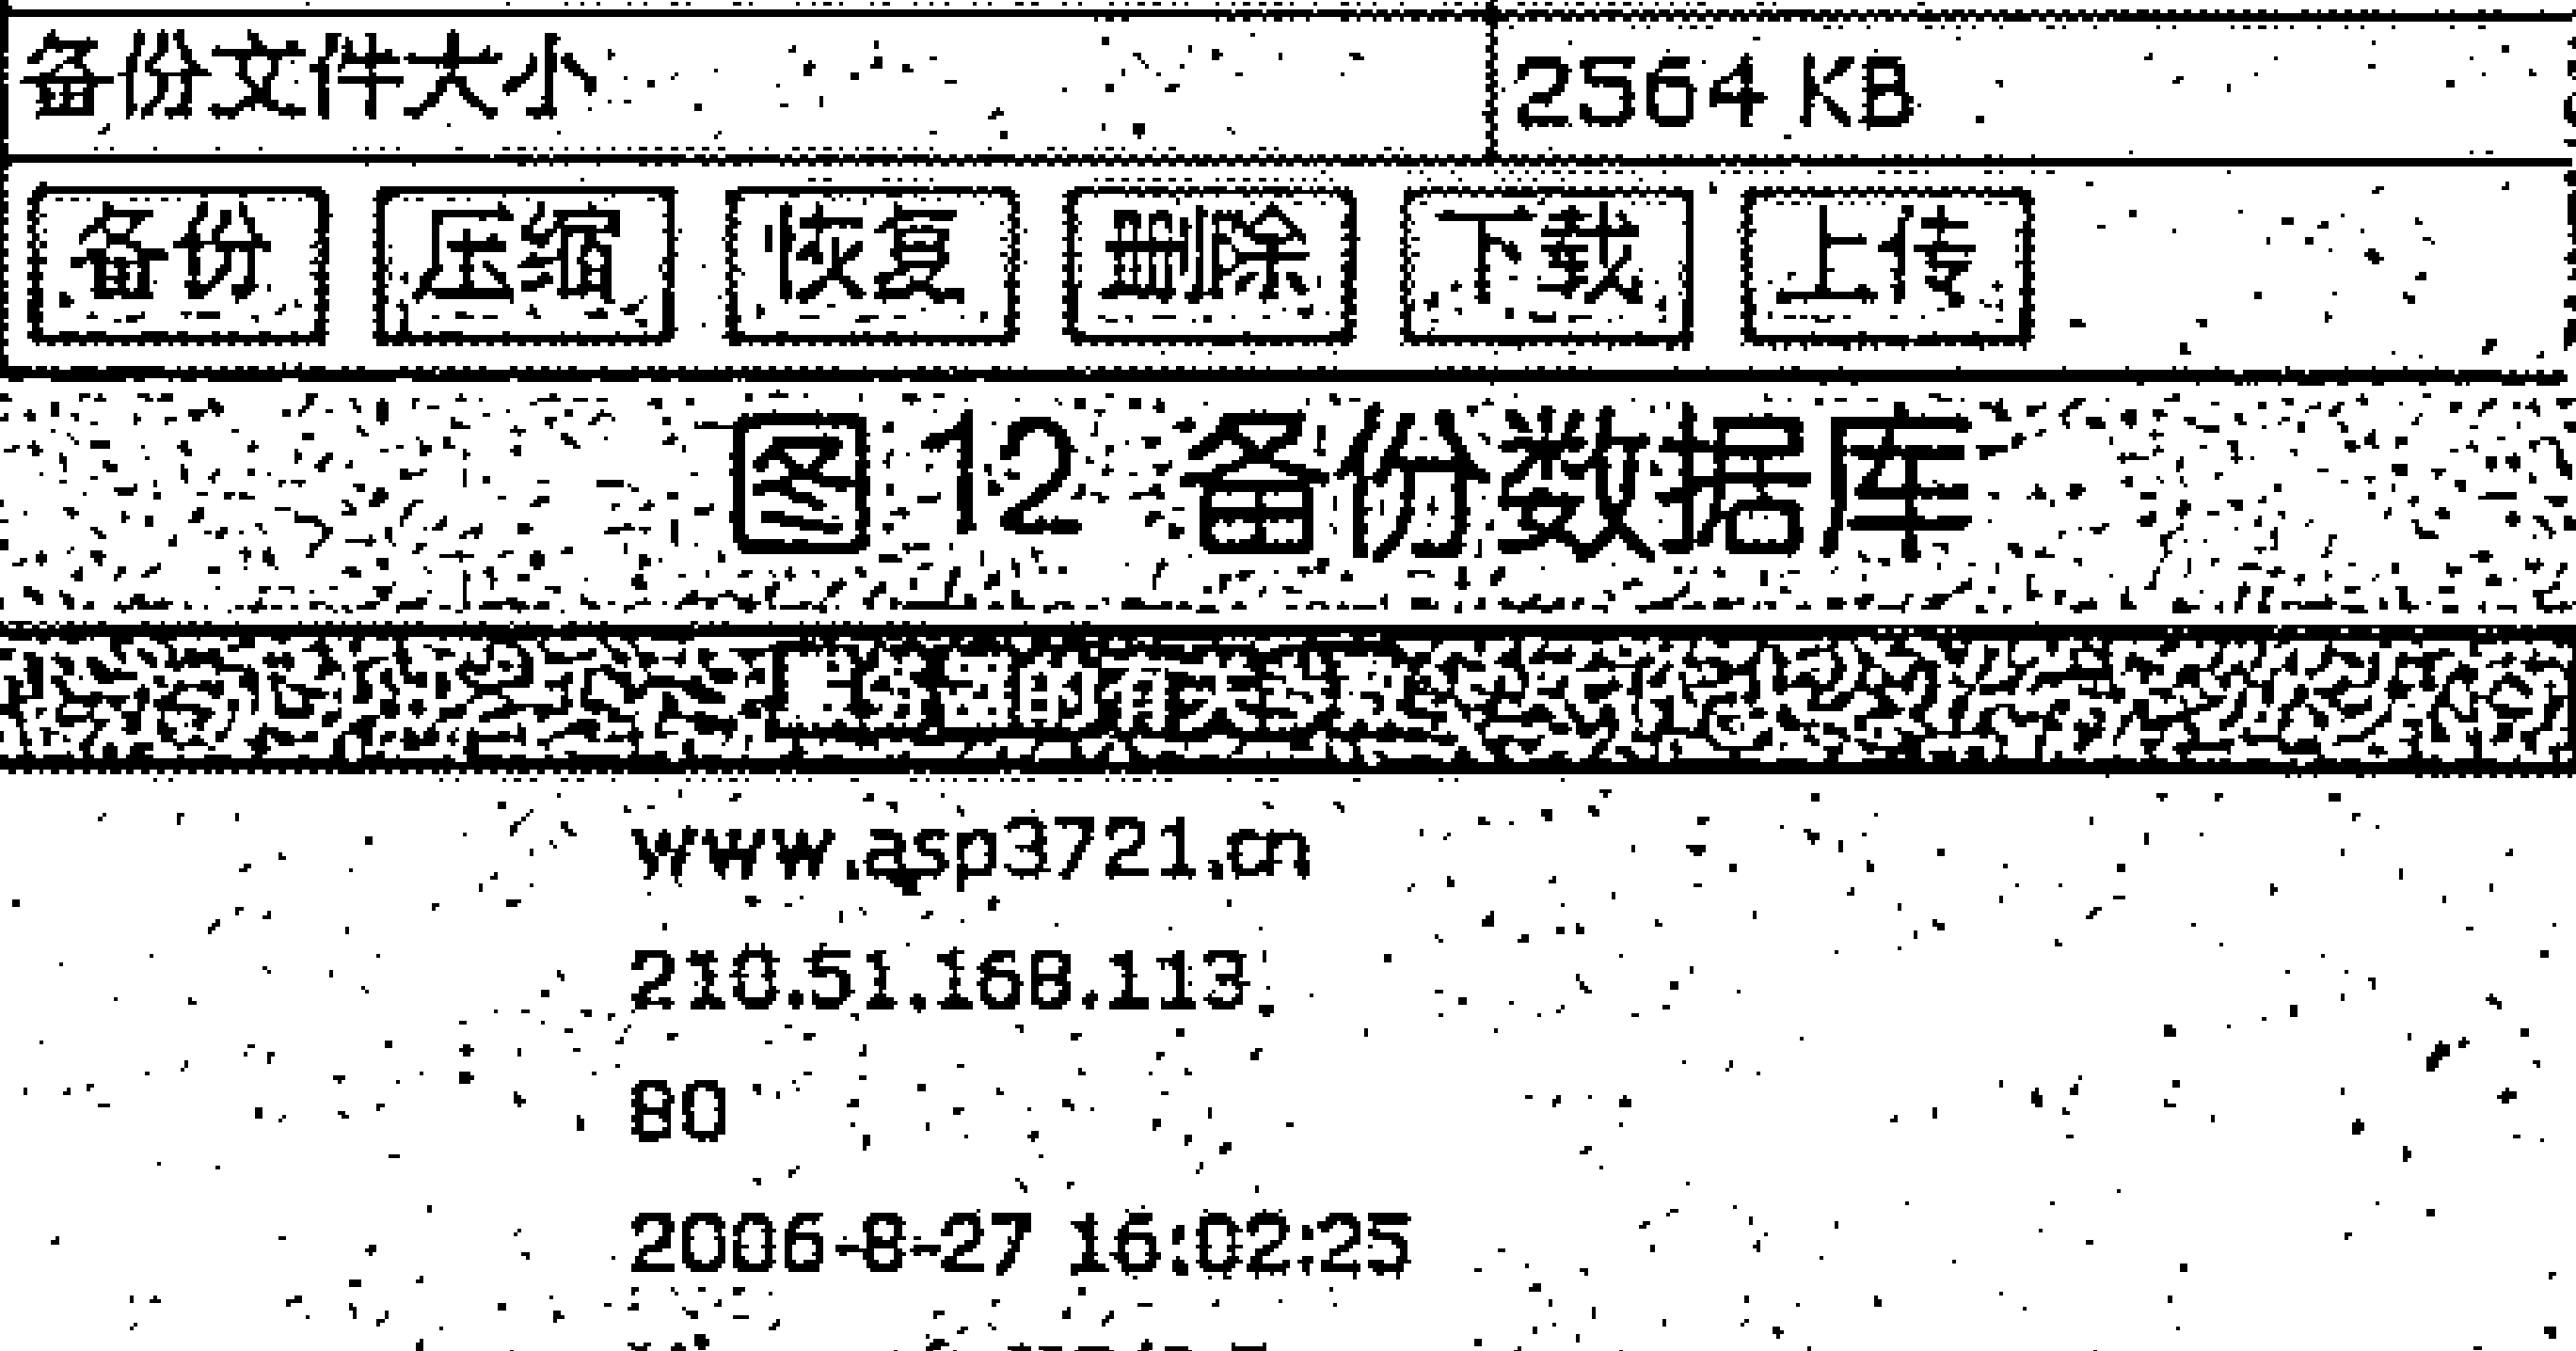 备份文件大小 2564 KB
备份 压缩 恢复 删除 下载 上传
图 12 备份数据库
www.asp3721.cn
210.51.168.113
80
2006-8-27 16:02:25